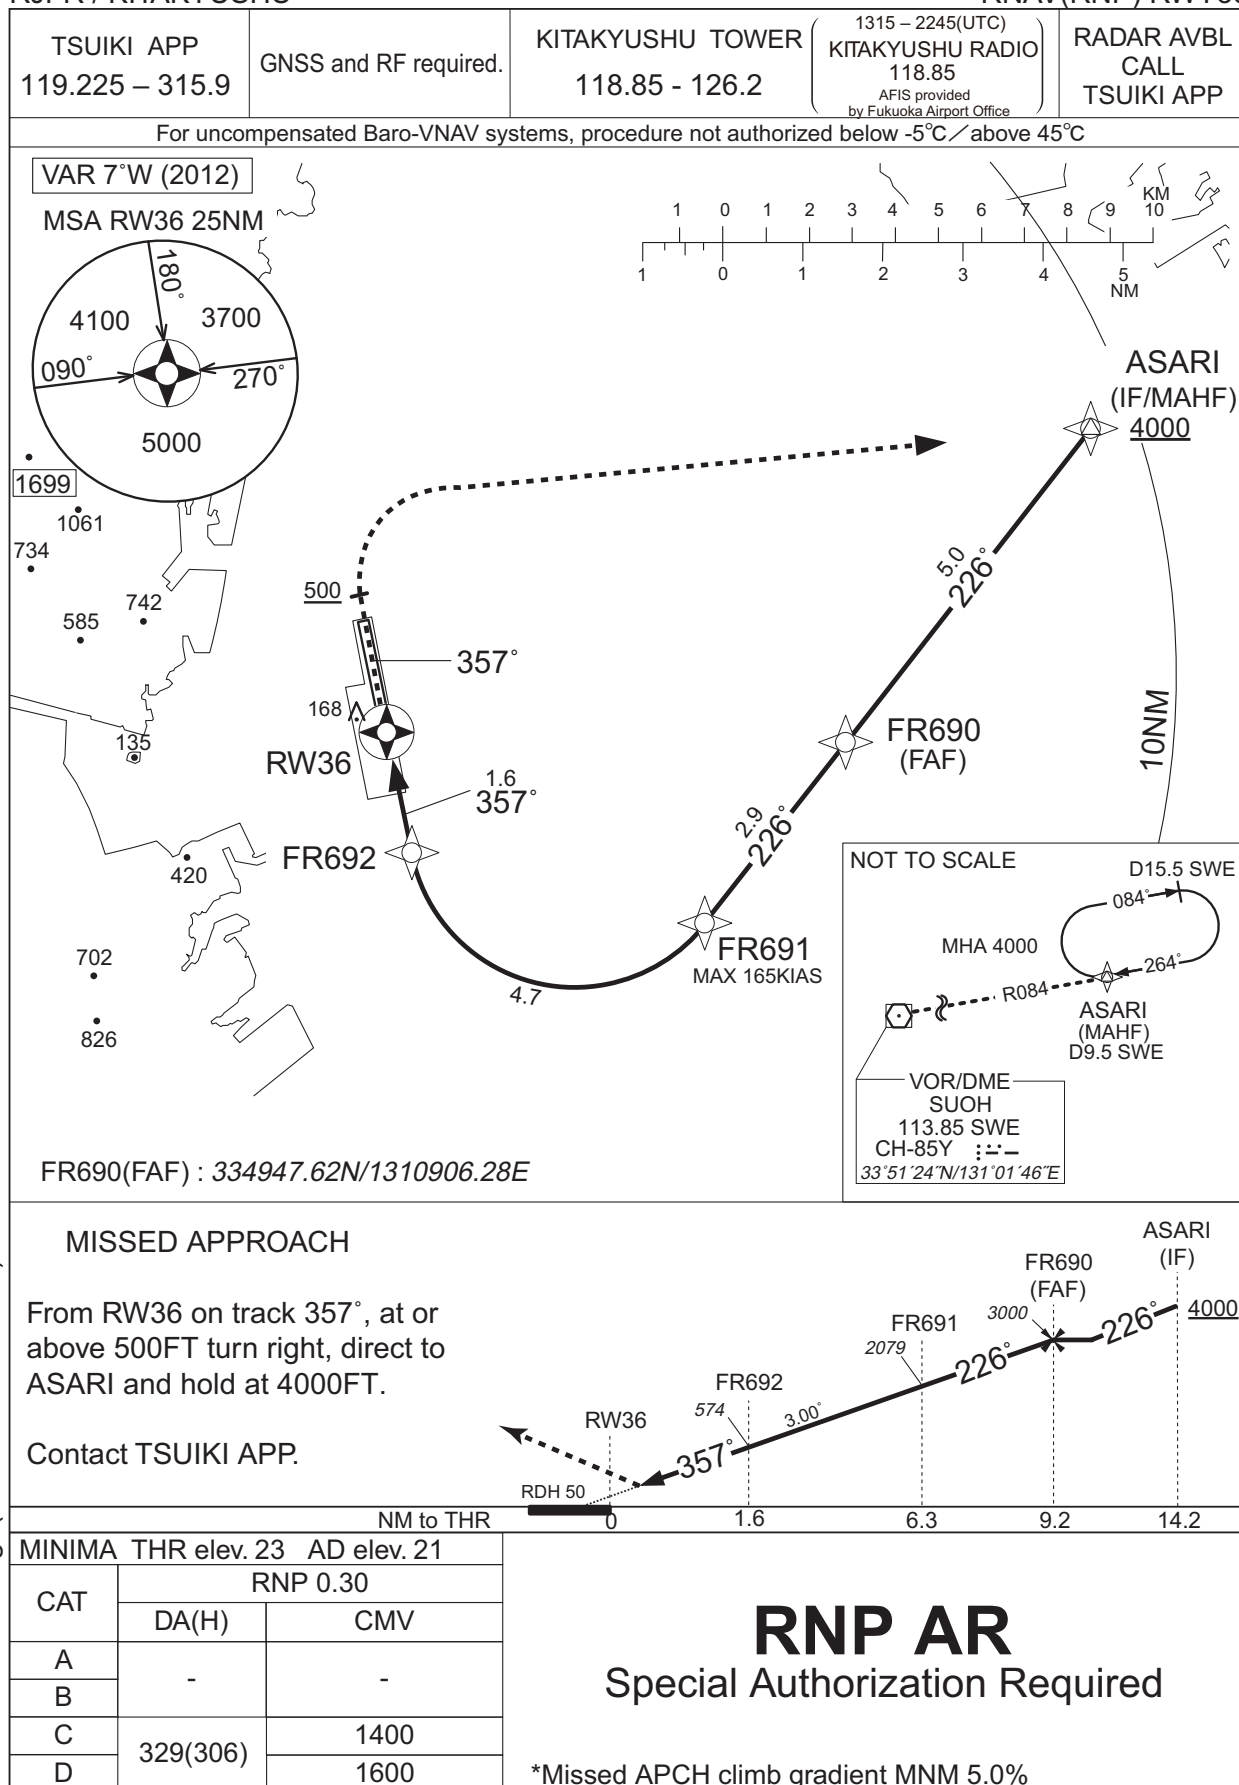 TSUIKI APP
119.225 – 315.9
GNSS and RF required.
KITAKYUSHU TOWER
118.85 - 126.2
1315 – 2245(UTC)
KITAKYUSHU RADIO
118.85
AFIS provided
by Fukuoka Airport Office
RADAR AVBL
CALL
TSUIKI APP
For uncompensated Baro-VNAV systems, procedure not authorized below -5°C／above 45°C
VAR 7°W (2012)
MSA RW36 25NM
180°
4100
3700
090°
270°
5000
KM
1 0 1 2 3 4 5 6 7 8 9 10
1 0 1 2 3 4 5
NM
ASARI
(IF/MAHF)
4000
1699
1061
734
742
585
500
5.0
226°
357°
168
RW36
135
FR690
(FAF)
10NM
1.6
357°
2.9
226°
FR692
420
FR691
MAX 165KIAS
4.7
702
826
NOT TO SCALE
D15.5 SWE
084°
MHA 4000
264°
R084
ASARI
(MAHF)
D9.5 SWE
VOR/DME
SUOH
113.85 SWE
CH-85Y
33°51´24˝N/131°01´46˝E
FR690(FAF) : 334947.62N/1310906.28E
MISSED APPROACH
From RW36 on track 357°, at or
above 500FT turn right, direct to
ASARI and hold at 4000FT.
Contact TSUIKI APP.
ASARI
(IF)
FR690
(FAF)
3000
226°
4000
FR691
2079
226°
FR692
574
3.00°
RW36
357°
RDH 50
NM to THR
0 1.6 6.3 9.2 14.2
MINIMA THR elev. 23 AD elev. 21
CAT
RNP 0.30
DA(H) CMV
A
B
- -
C
329(306)
1400
D
1600
RNP AR
Special Authorization Required
*Missed APCH climb gradient MNM 5.0%